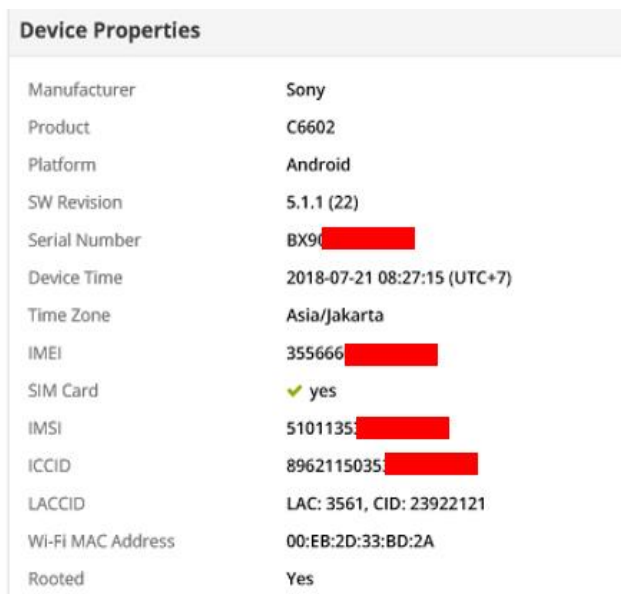 Device Properties
Manufacturer Sony
Product C6602
Platform Android
SW Revision 5.1.1 (22)
Serial Number BX90
Device Time 2018-07-21 08:27:15 (UTC+7)
Time Zone Asia/Jakarta
IMEI 355666
SIM Card ✔ yes
IMSI 5101135
ICCID 89621150353
LACCID LAC: 3561, CID: 23922121
Wi-Fi MAC Address 00:EB:2D:33:BD:2A
Rooted Yes